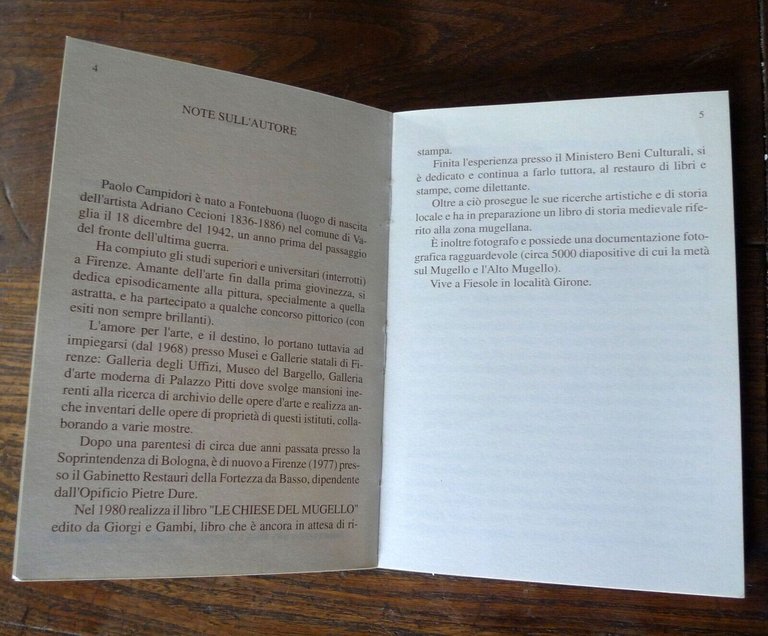 4
NOTE SULL'AUTORE
Paolo Campidori è nato a Fontebuona (luogo di nascita
dell'artista Adriano Cecioni 1836-1886) nel comune di Va-
glia il 18 dicembre del 1942, un anno prima del passaggio
del fronte dell'ultima guerra.
Ha compiuto gli studi superiori e universitari (interrotti)
a Firenze. Amante dell'arte fin dalla prima giovinezza, si
dedica episodicamente alla pittura, specialmente a quella
astratta, e ha partecipato a qualche concorso pittorico (con
esiti non sempre brillanti).
L'amore per l'arte, e il destino, lo portano tuttavia ad
impiegarsi (dal 1968) presso Musei e Gallerie statali di Fi-
renze: Galleria degli Uffizi, Museo del Bargello, Galleria
d'arte moderna di Palazzo Pitti dove svolge mansioni ine-
renti alla ricerca di archivio delle opere d'arte e realizza an-
che inventari delle opere di proprietà di questi istituti, colla-
borando a varie mostre.
Dopo una parentesi di circa due anni passata presso la
Soprintendenza di Bologna, è di nuovo a Firenze (1977) pres-
so il Gabinetto Restauri della Fortezza da Basso, dipendente
dall'Opificio Pietre Dure.
Nel 1980 realizza il libro "LE CHIESE DEL MUGELLO"
edito da Giorgi e Gambi, libro che è ancora in attesa di ri-
5
stampa.
Finita l'esperienza presso il Ministero Beni Culturali, si
è dedicato e continua a farlo tuttora, al restauro di libri e
stampe, come dilettante.
Oltre a ciò prosegue le sue ricerche artistiche e di storia
locale e ha in preparazione un libro di storia medievale rife-
rito alla zona mugellana.
È inoltre fotografo e possiede una documentazione foto-
grafica ragguardevole (circa 5000 diapositive di cui la metà
sul Mugello e l'Alto Mugello).
Vive a Fiesole in località Girone.